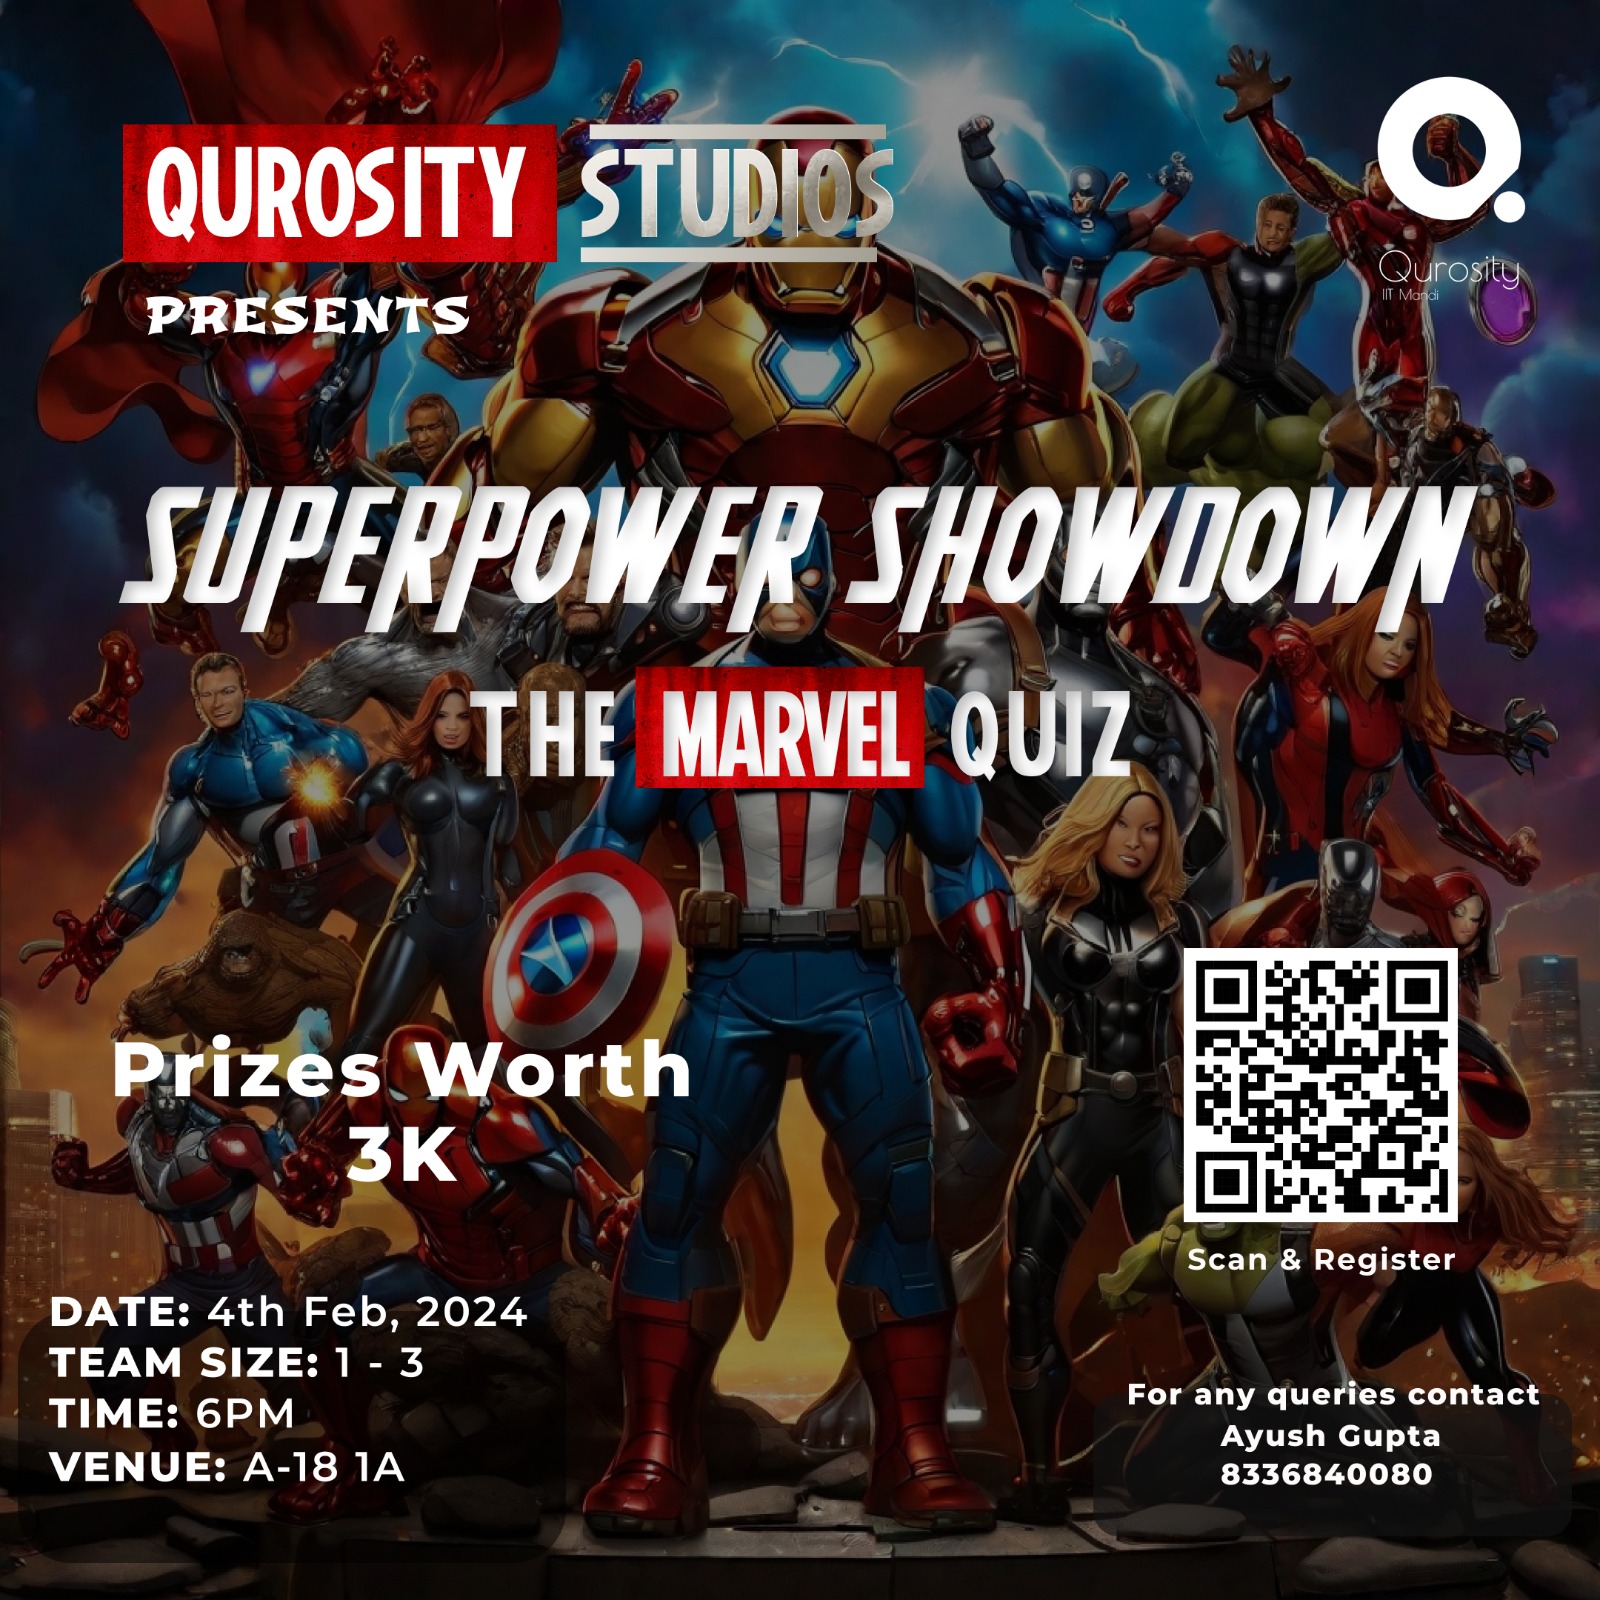 QUROSITY STUDIOS
PRESENTS
Qurosity
IIT Mandi
SUPERPOWER SHOWDOWN
THE MARVEL QUIZ
Prizes Worth
3K
Scan & Register
DATE: 4th Feb, 2024
TEAM SIZE: 1 - 3
TIME: 6PM
VENUE: A-18 1A
For any queries contact
Ayush Gupta
8336840080